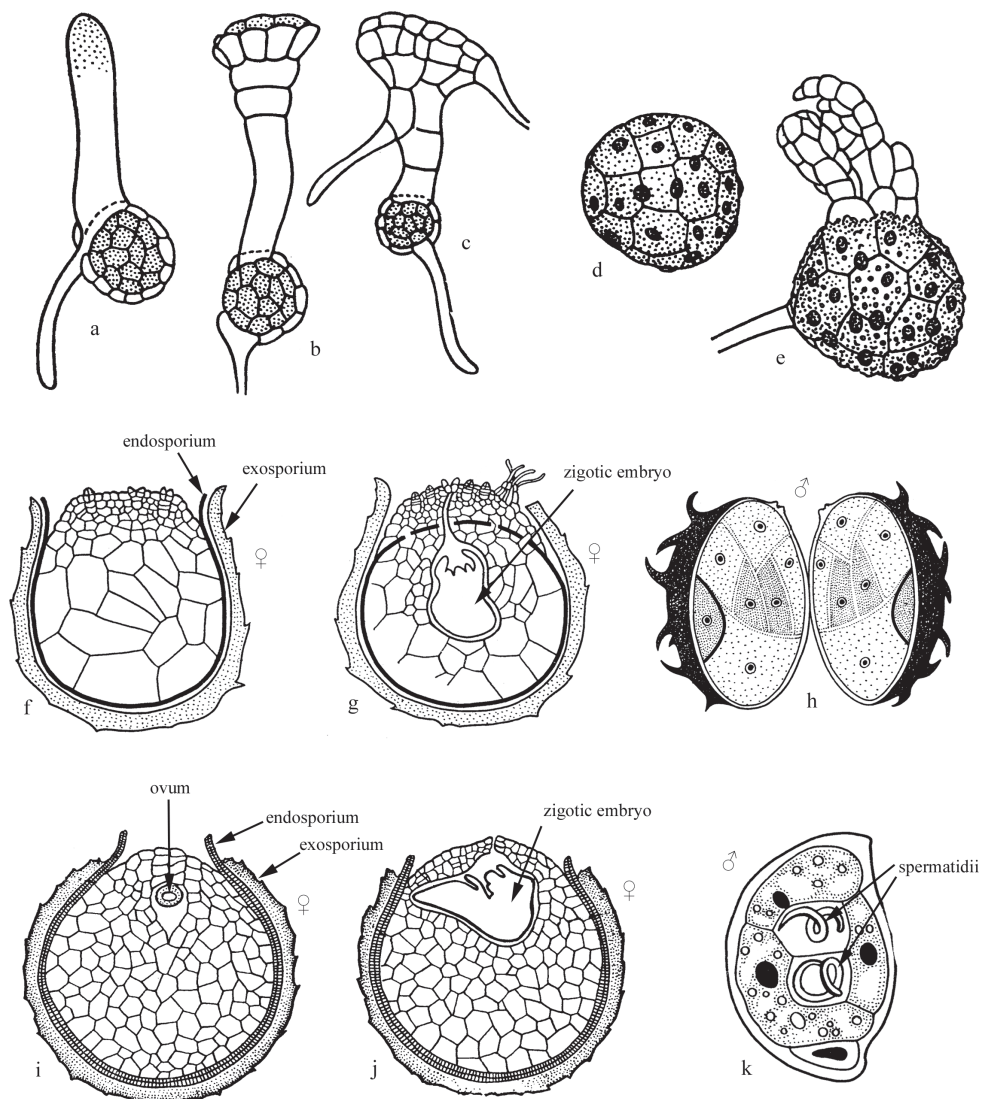 a
b
c
d
e
endosporium
exosporium
♀
f
zigotic embryo
♀
g
♂
h
ovum
endosporium
exosporium
♀
i
zigotic embryo
♀
j
♂
spermatidii
k